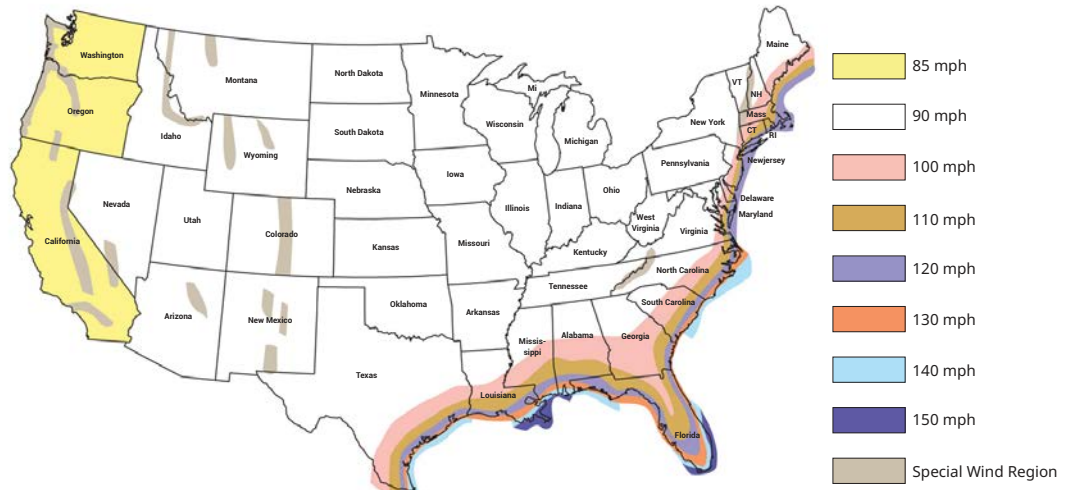 Washington
Oregon
California
Nevada
Idaho
Montana
Wyoming
Utah
Arizona
Colorado
New Mexico
North Dakota
South Dakota
Nebraska
Kansas
Oklahoma
Texas
Minnesota
Iowa
Missouri
Arkansas
Louisiana
Wisconsin
Illinois
Mi
Michigan
Indiana
Ohio
Kentucky
Tennessee
Missis-
sippi
Alabama
Georgia
Florida
South Carolina
North Carolina
Virginia
West
Virginia
Pennsylvania
New York
VT
NH
Maine
Mass
CT
RI
Newjersey
Delaware
Maryland
85 mph
90 mph
100 mph
110 mph
120 mph
130 mph
140 mph
150 mph
Special Wind Region